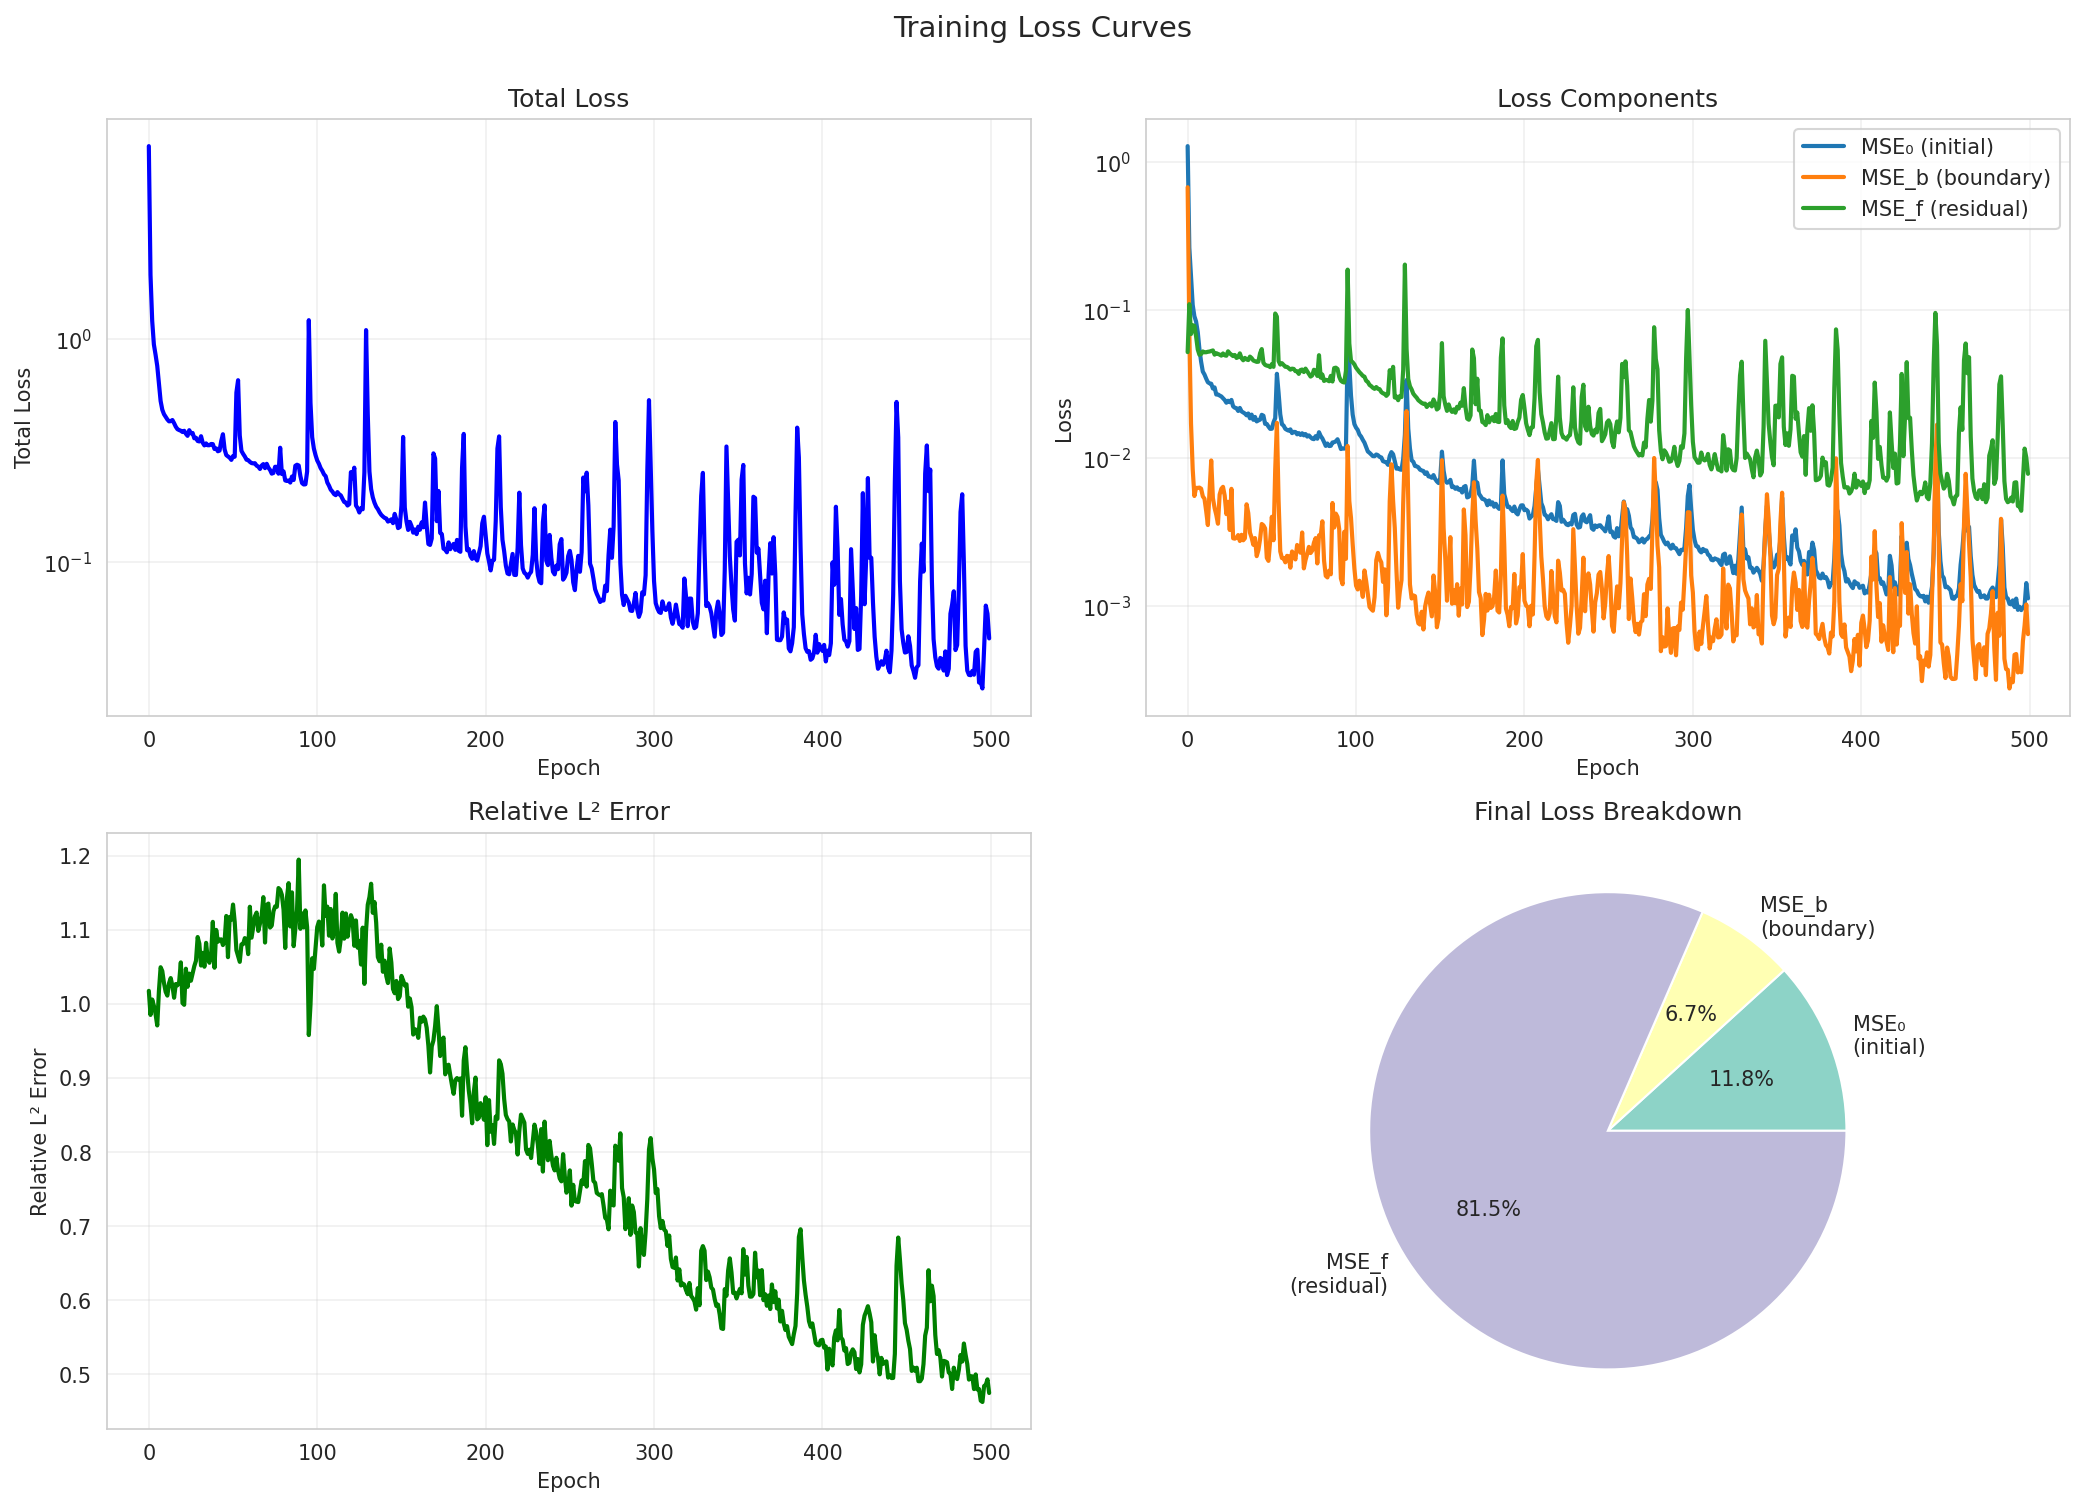 Training Loss Curves
Total Loss
Total Loss
10⁰
10⁻¹
0 100 200 300 400 500
Epoch
Loss Components
Loss
10⁰
10⁻¹
10⁻²
10⁻³
MSE₀ (initial)
MSE_b (boundary)
MSE_f (residual)
0 100 200 300 400 500
Epoch
Relative L² Error
Relative L² Error
1.2
1.1
1.0
0.9
0.8
0.7
0.6
0.5
0 100 200 300 400 500
Epoch
Final Loss Breakdown
MSE_b
(boundary)
6.7%
MSE₀
(initial)
11.8%
81.5%
MSE_f
(residual)